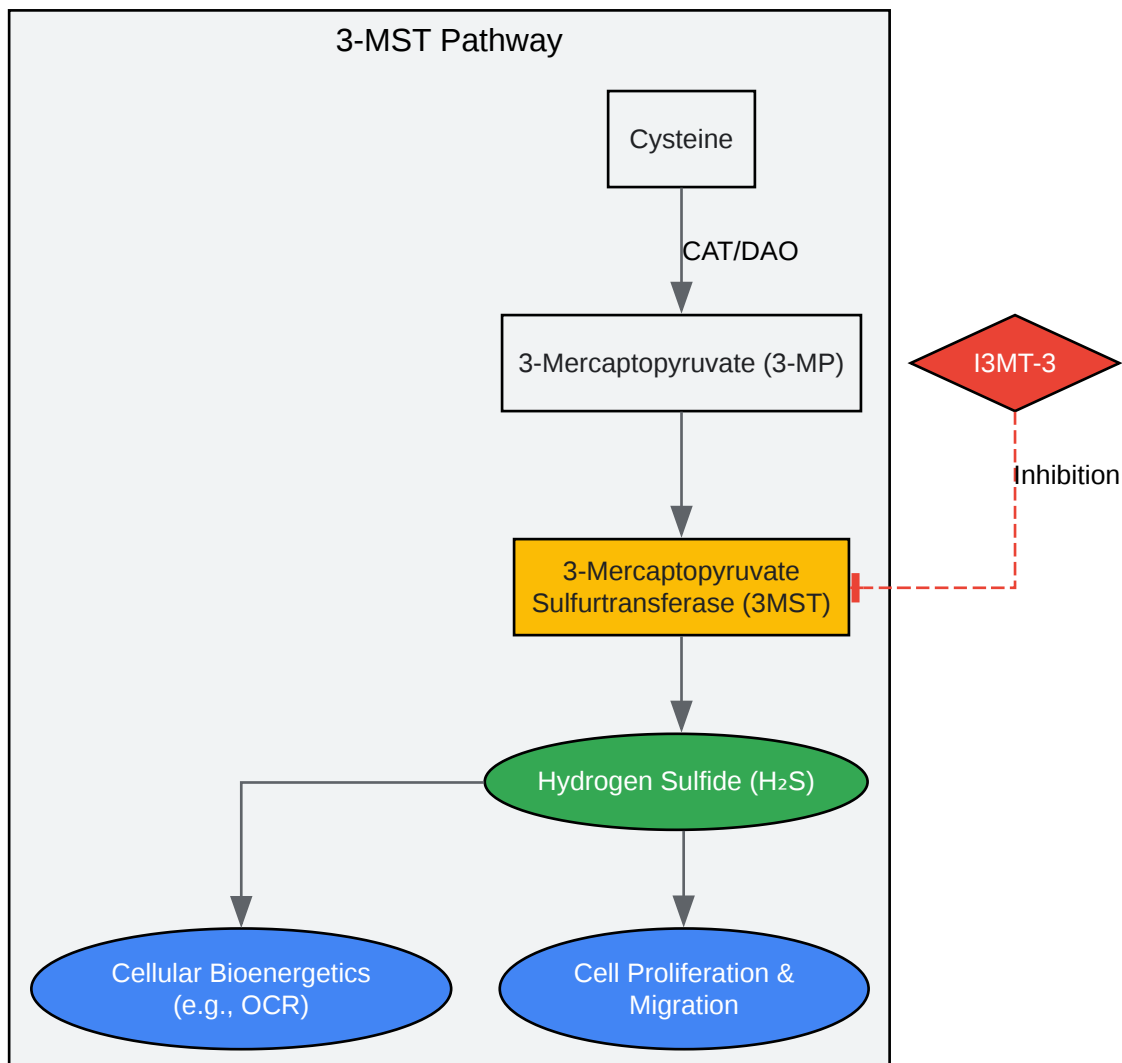 3-MST Pathway
Cysteine
CAT/DAO
3-Mercaptopyruvate (3-MP)
I3MT-3
Inhibition
3-Mercaptopyruvate
Sulfurtransferase (3MST)
Hydrogen Sulfide (H₂S)
Cellular Bioenergetics
(e.g., OCR)
Cell Proliferation &
Migration